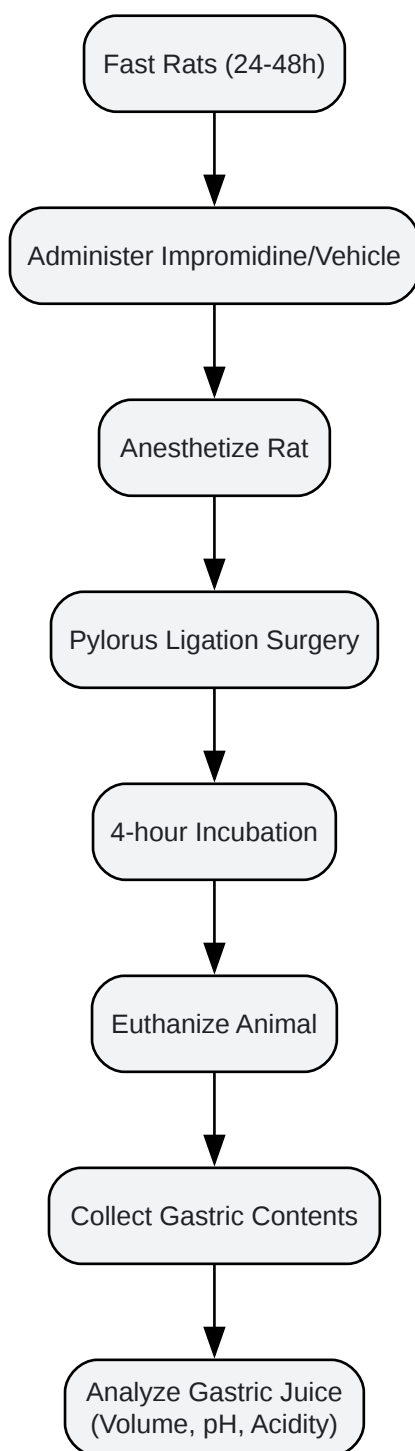 Fast Rats (24-48h)
Administer Impromidine/Vehicle
Anesthetize Rat
Pylorus Ligation Surgery
4-hour Incubation
Euthanize Animal
Collect Gastric Contents
Analyze Gastric Juice
(Volume, pH, Acidity)